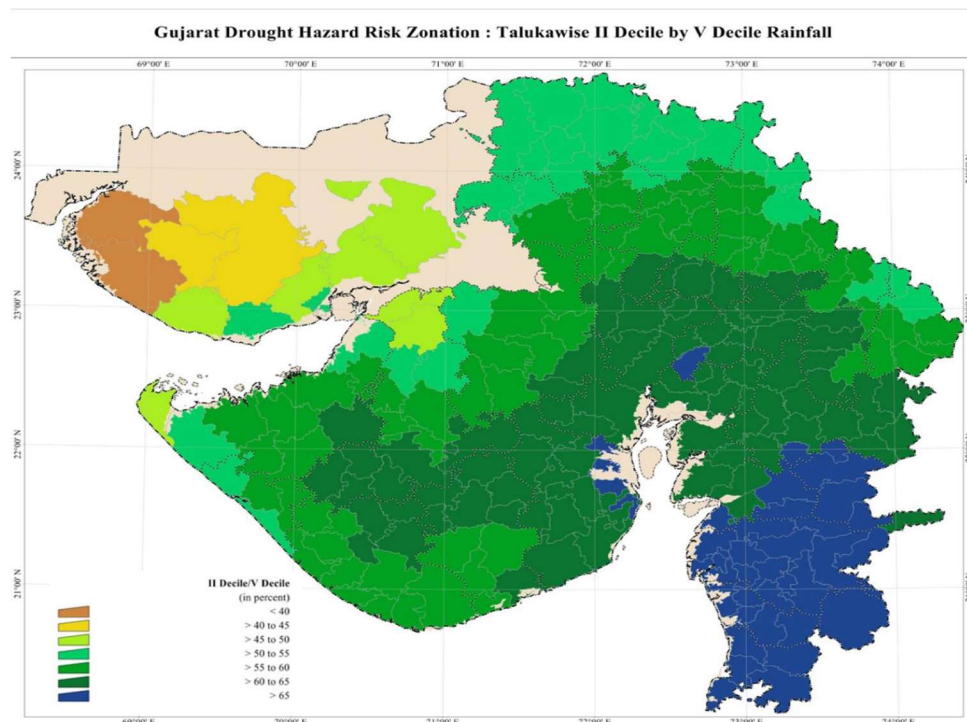 Gujarat Drought Hazard Risk Zonation : Talukawise II Decile by V Decile Rainfall
69°00' E 70°00' E 71°00' E 72°00' E 73°00' E 74°00' E
24°00' N
23°00' N
22°00' N
21°00' N
II Decile/V Decile
(in percent)
< 40
> 40 to 45
> 45 to 50
> 50 to 55
> 55 to 60
> 60 to 65
> 65